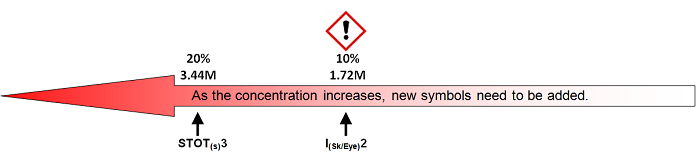 20% 10%
3.44M 1.72M
As the concentration increases, new symbols need to be added.
STOT(s)3 I(Sk/Eye)2